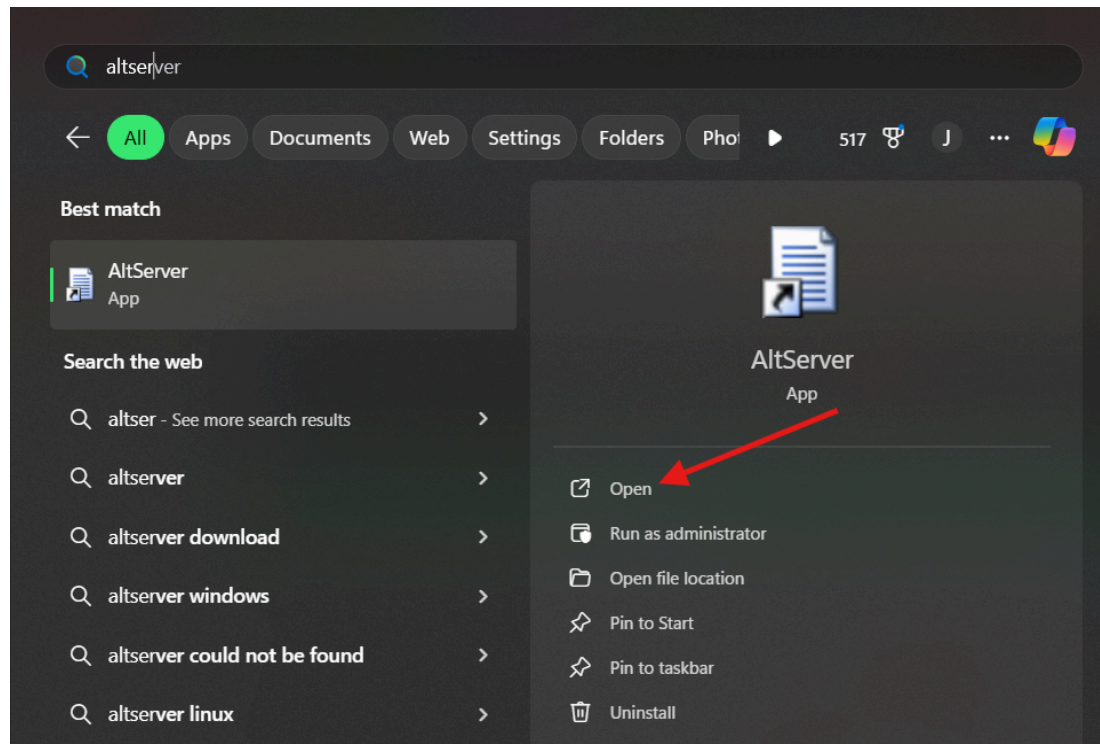 altserver
All Apps Documents Web Settings Folders Phot 517 J ...
Best match
AltServer
App
Search the web
altser - See more search results
altserver
altserver download
altserver windows
altserver could not be found
altserver linux
AltServer
App
Open
Run as administrator
Open file location
Pin to Start
Pin to taskbar
Uninstall